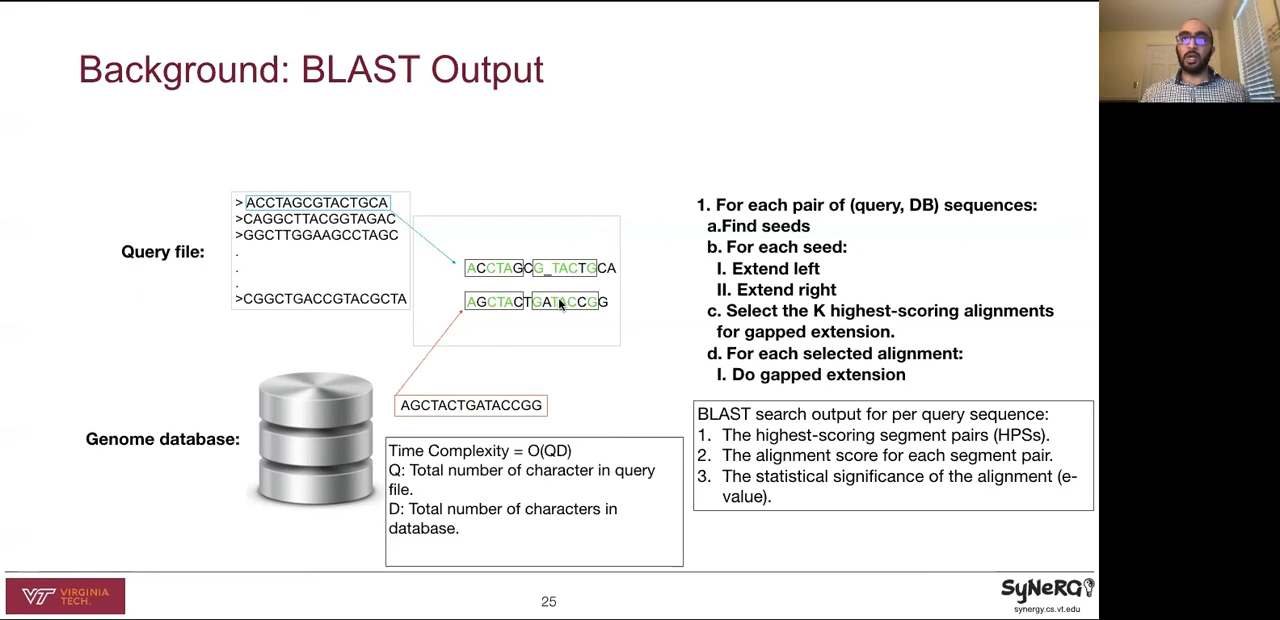 Background: BLAST Output
Query file:
>ACCTAGCGTACTGCA
>CAGGCTTACGGTAGAC
>GGCTTGGAAGCCTAGC
.
.
.
>CGGCTGACCGTACGCTA
ACCTAGCG_TACTGCA
AGCTACTGATACCGG
AGCTACTGATACCGG
Genome database:
Time Complexity = O(QD)
Q: Total number of character in query
file.
D: Total number of characters in
database.
1. For each pair of (query, DB) sequences:
a.Find seeds
b. For each seed:
I. Extend left
II. Extend right
c. Select the K highest-scoring alignments
for gapped extension.
d. For each selected alignment:
I. Do gapped extension
BLAST search output for per query sequence:
1. The highest-scoring segment pairs (HPSs).
2. The alignment score for each segment pair.
3. The statistical significance of the alignment (e-
value).
VT VIRGINIA
TECH.
25
SyNeRGy
synergy.cs.vt.edu